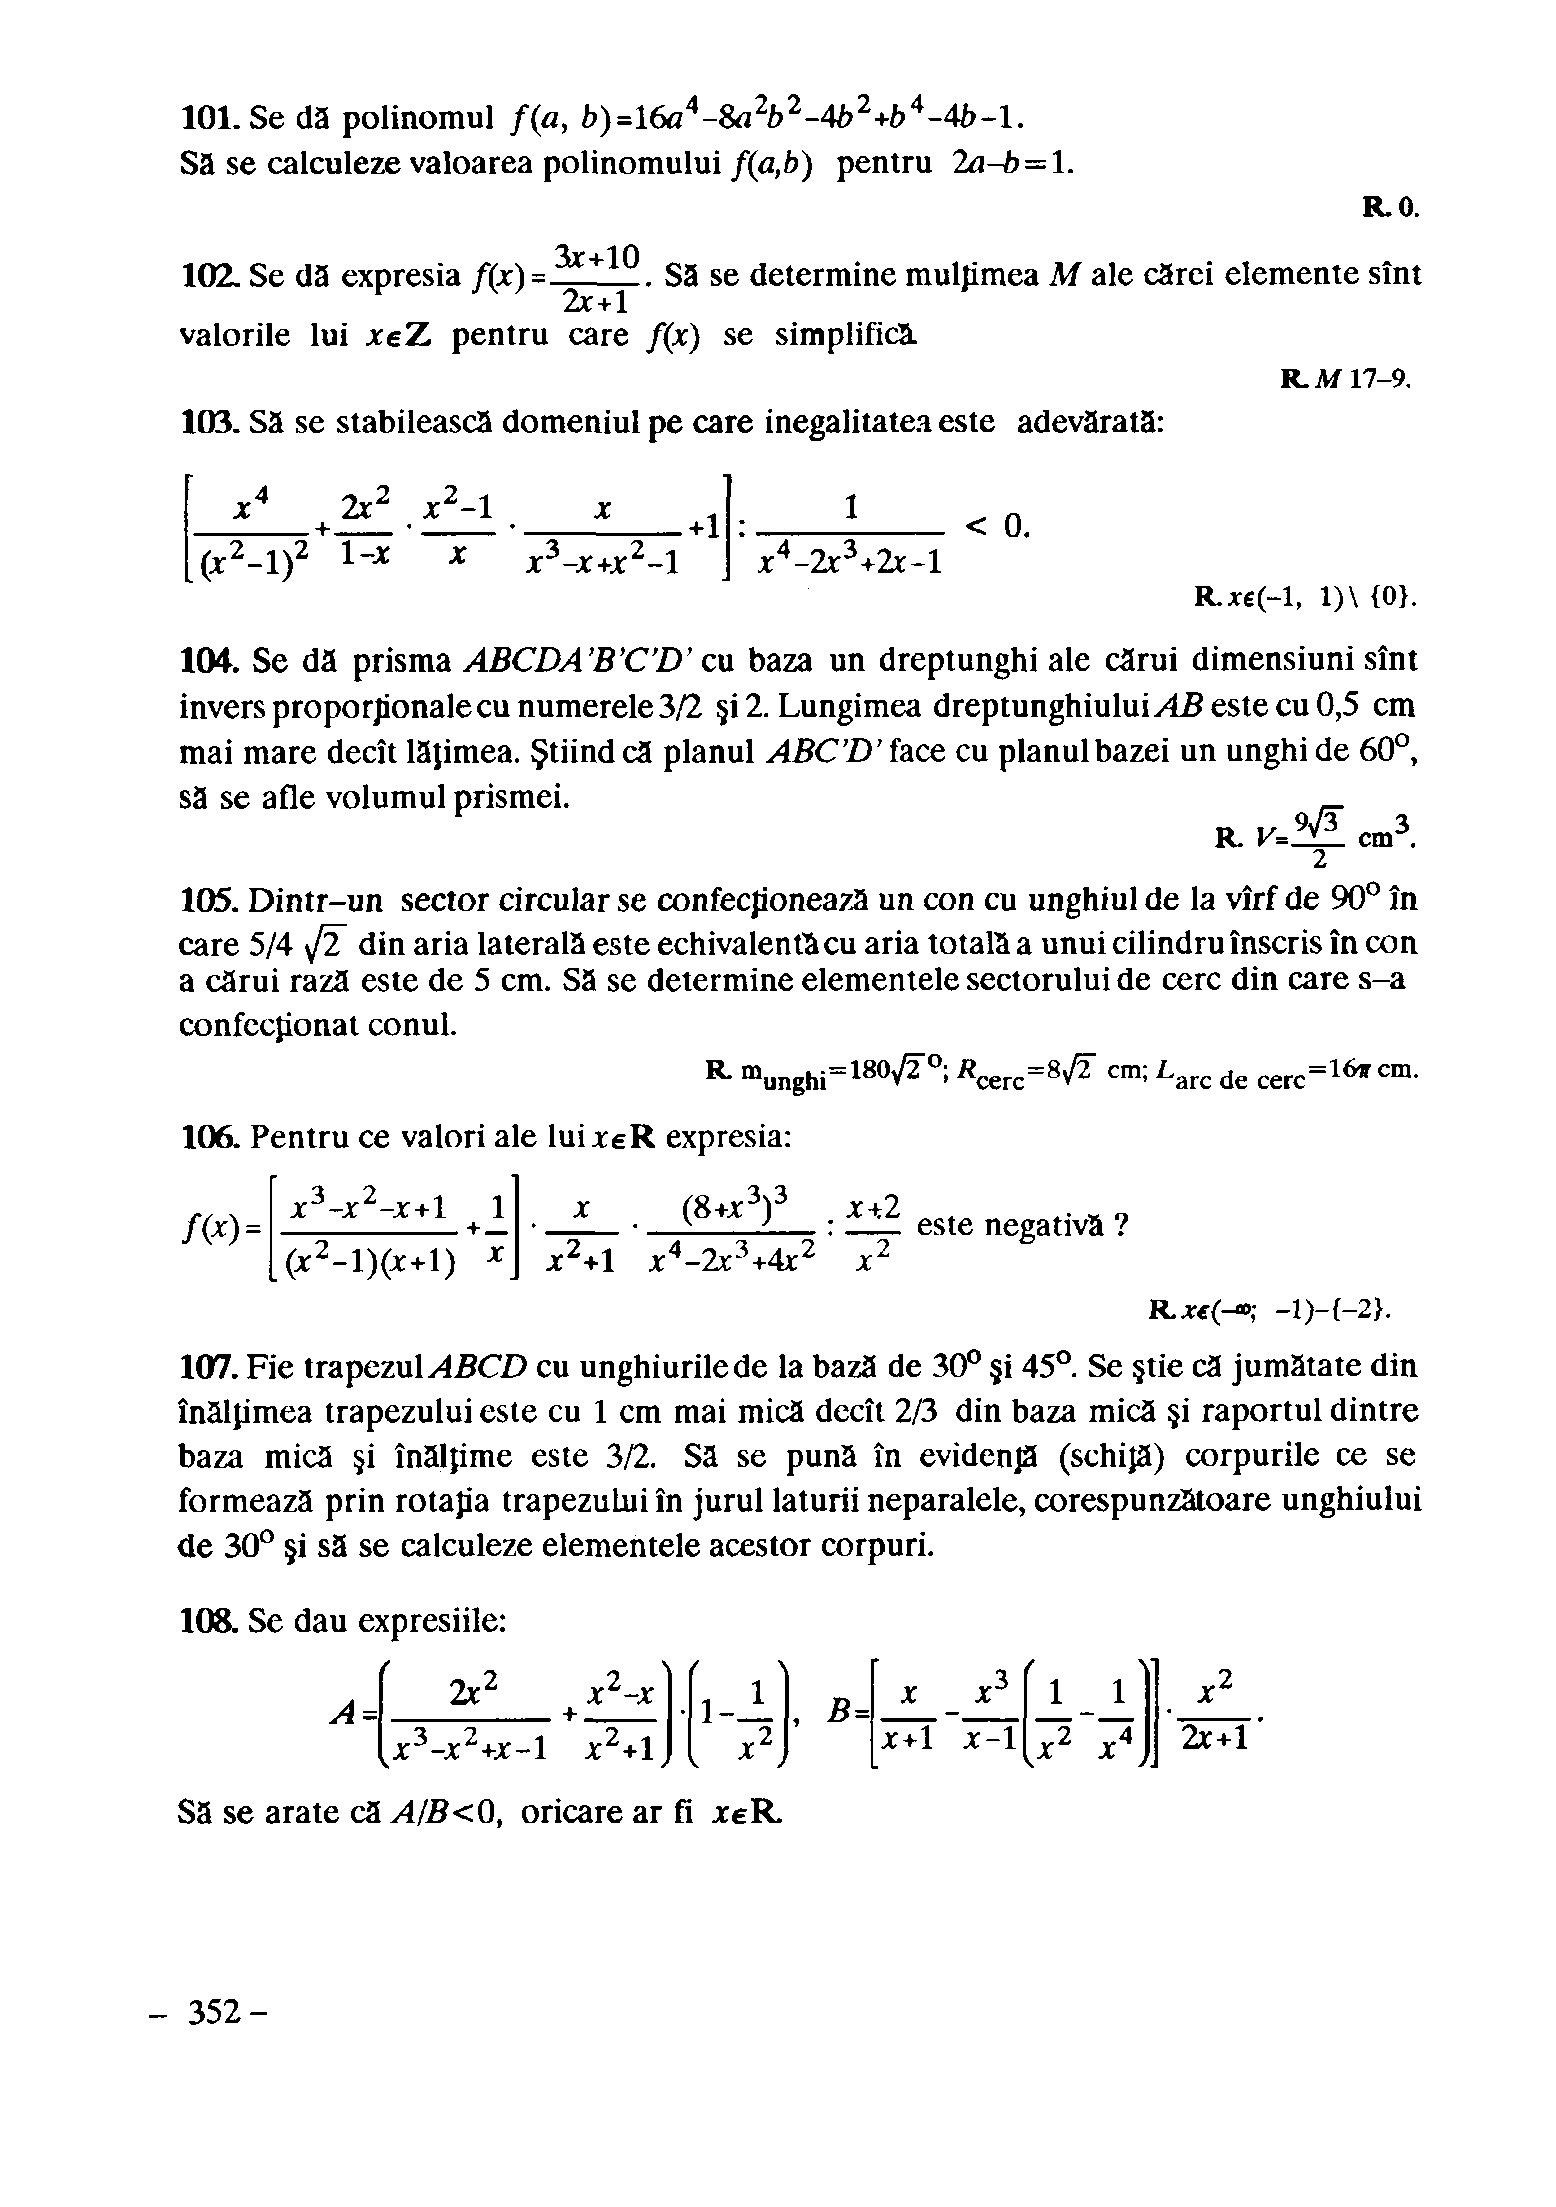 101. Se dă polinomul f(a, b)=16a⁴-8a²b²-4b²+b⁴-4b-1.
Să se calculeze valoarea polinomului f(a,b) pentru 2a-b=1.
R. 0.
102. Se dă expresia f(x)=(3x+10)/(2x+1). Să se determine mulţimea M ale cărei elemente sînt
valorile lui x∈Z pentru care f(x) se simplifică.
R. M 17-9.
103. Să se stabilească domeniul pe care inegalitatea este adevărată:
[x⁴/(x²-1)² + 2x²/(1-x) · (x²-1)/x · x/(x³-x+x²-1) +1] : 1/(x⁴-2x³+2x-1) < 0.
R. x∈(-1, 1)\ {0}.
104. Se dă prisma ABCDA'B'C'D' cu baza un dreptunghi ale cărui dimensiuni sînt
invers proporţionale cu numerele 3/2 şi 2. Lungimea dreptunghiului AB este cu 0,5 cm
mai mare decît lăţimea. Ştiind că planul ABC'D' face cu planul bazei un unghi de 60°,
să se afle volumul prismei.
R. V=9√3/2 cm³.
105. Dintr-un sector circular se confecţionează un con cu unghiul de la vîrf de 90° în
care 5/4 √2 din aria laterală este echivalentă cu aria totală a unui cilindru înscris în con
a cărui rază este de 5 cm. Să se determine elementele sectorului de cerc din care s-a
confecţionat conul.
R. m_unghi=180√2°; R_cerc=8√2 cm; L_arc de cerc=16π cm.
106. Pentru ce valori ale lui x∈R expresia:
f(x)=[(x³-x²-x+1)/((x²-1)(x+1)) + 1/x] · x/(x²+1) · (8+x³)³/(x⁴-2x³+4x²) : (x+2)/x² este negativă ?
R. x∈(-∞; -1)-{-2}.
107. Fie trapezul ABCD cu unghiurile de la bază de 30° şi 45°. Se ştie că jumătate din
înălţimea trapezului este cu 1 cm mai mică decît 2/3 din baza mică şi raportul dintre
baza mică şi înălţime este 3/2. Să se pună în evidenţă (schiţă) corpurile ce se
formează prin rotaţia trapezului în jurul laturii neparalele, corespunzătoare unghiului
de 30° şi să se calculeze elementele acestor corpuri.
108. Se dau expresiile:
A=(2x²/(x³-x²+x-1) + (x²-x)/(x²+1)) · (1-1/x²), B=[x/(x+1) - x³/(x-1) (1/x² - 1/x⁴)] · x²/(2x+1).
Să se arate că A/B<0, oricare ar fi x∈R.
- 352 -